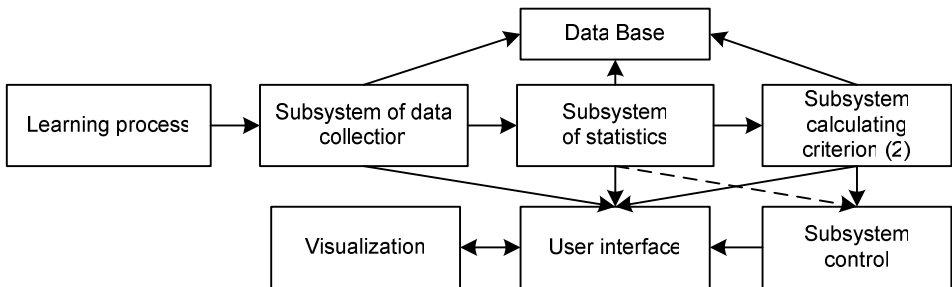 Data Base
Learning process
Subsystem of data
collection
Subsystem
of statistics
Subsystem
calculating
criterion (2)
Visualization
User interface
Subsystem
control